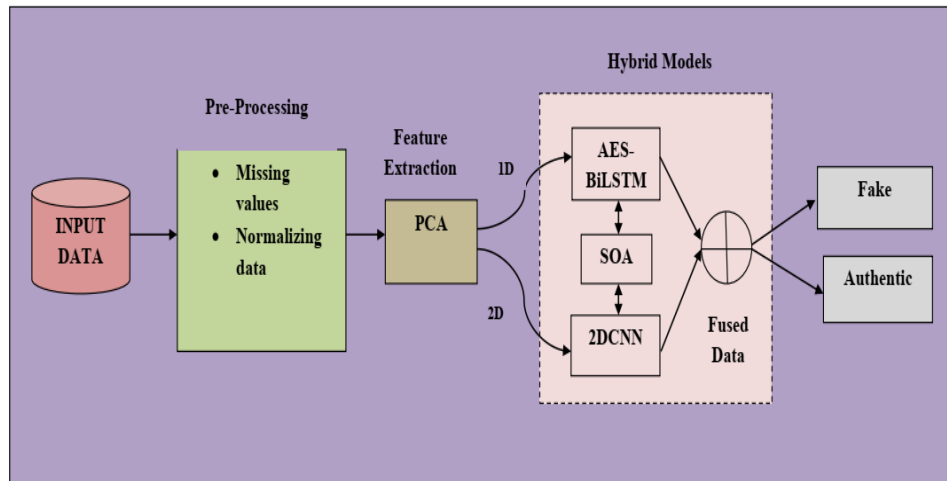 Hybrid Models
Pre-Processing
Feature
Extraction
1D
AES-
BiLSTM
• Missing
values
• Normalizing
data
INPUT
DATA
PCA
SOA
2D
2DCNN
Fused
Data
Fake
Authentic